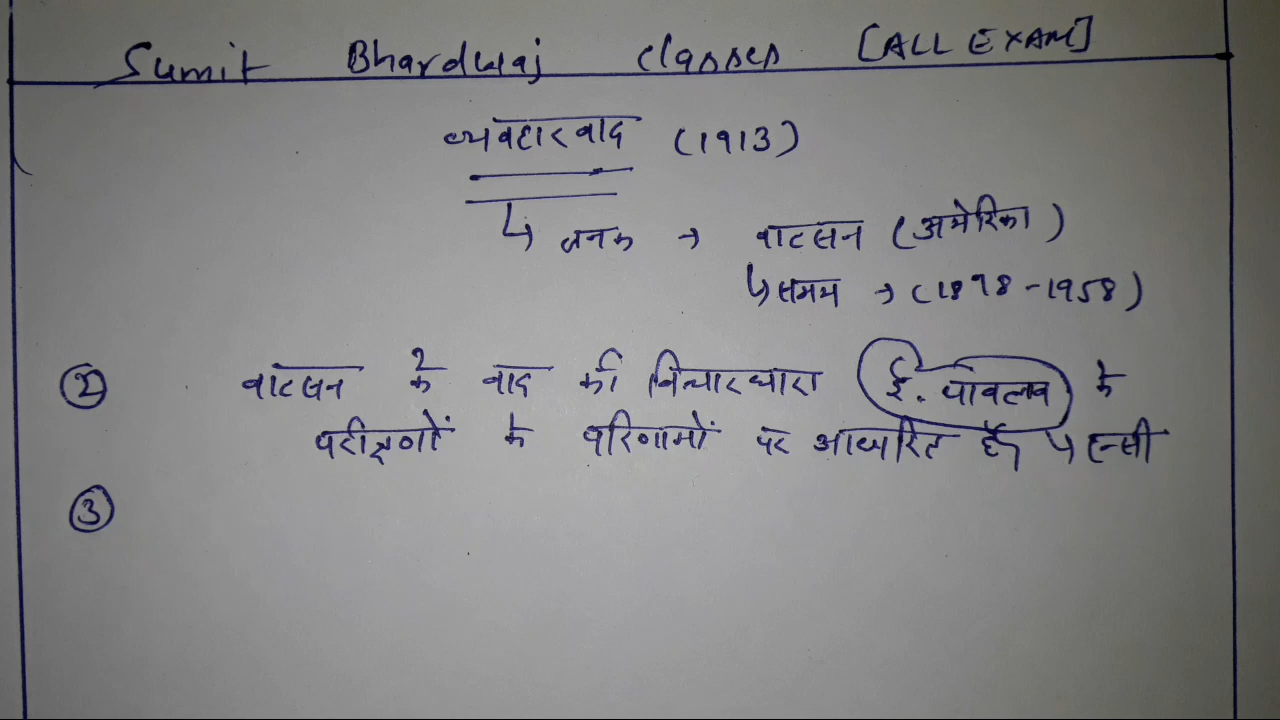 Sumit Bhardwaj classes [ALL EXAM]
व्यवहारवाद (1913)
↳ जनक → वाटसन (अमेरिका)
↳ समय → (1878-1958)
② वाटसन के वाद की विचारधारा ई. पावलव के
परीक्षणों के परिणामों पर आधारित है ↳ रूसी
③